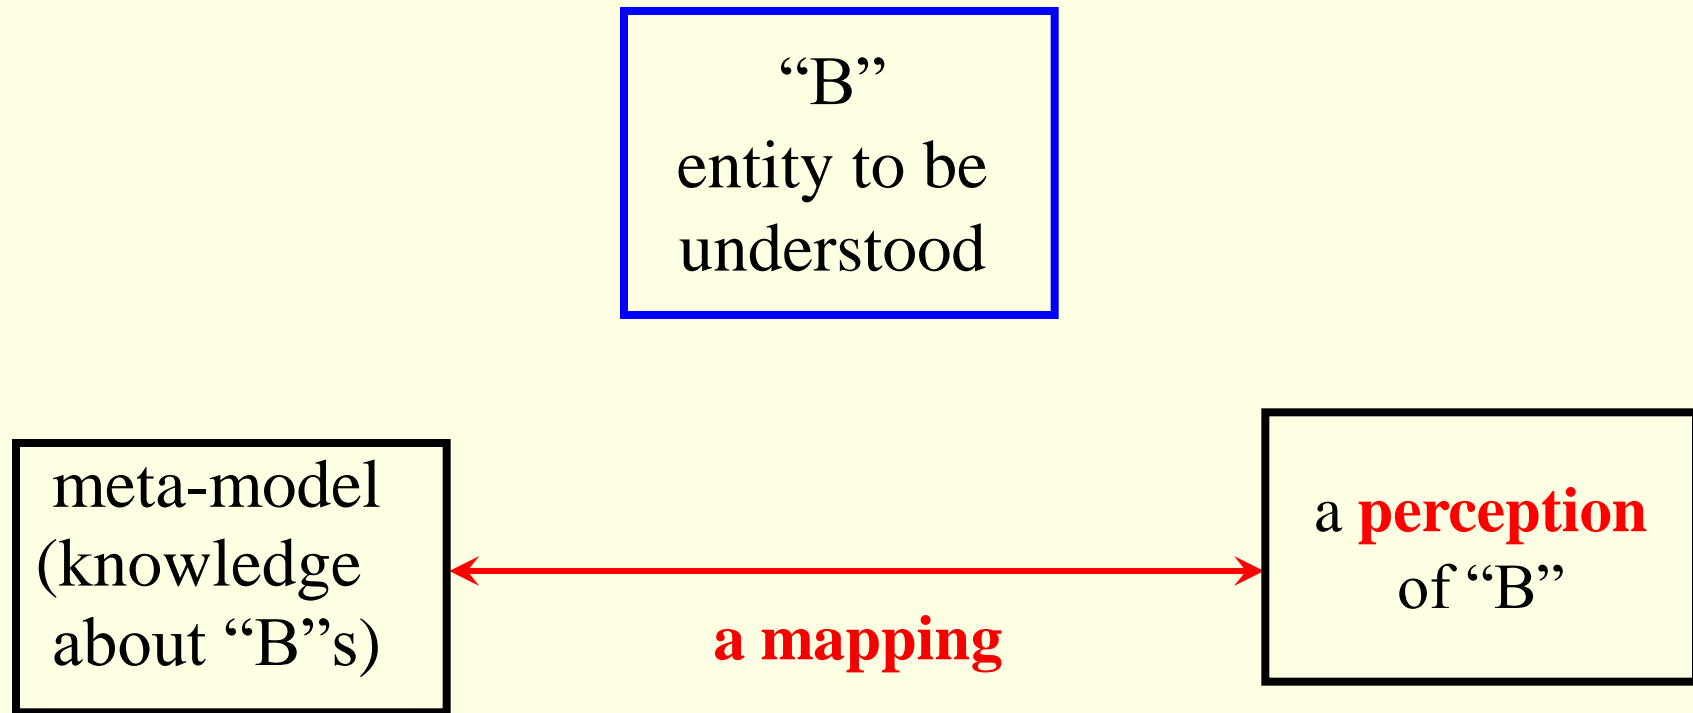 “B”
entity to be
understood
meta-model
(knowledge
about “B”s)
a mapping
a perception
of “B”